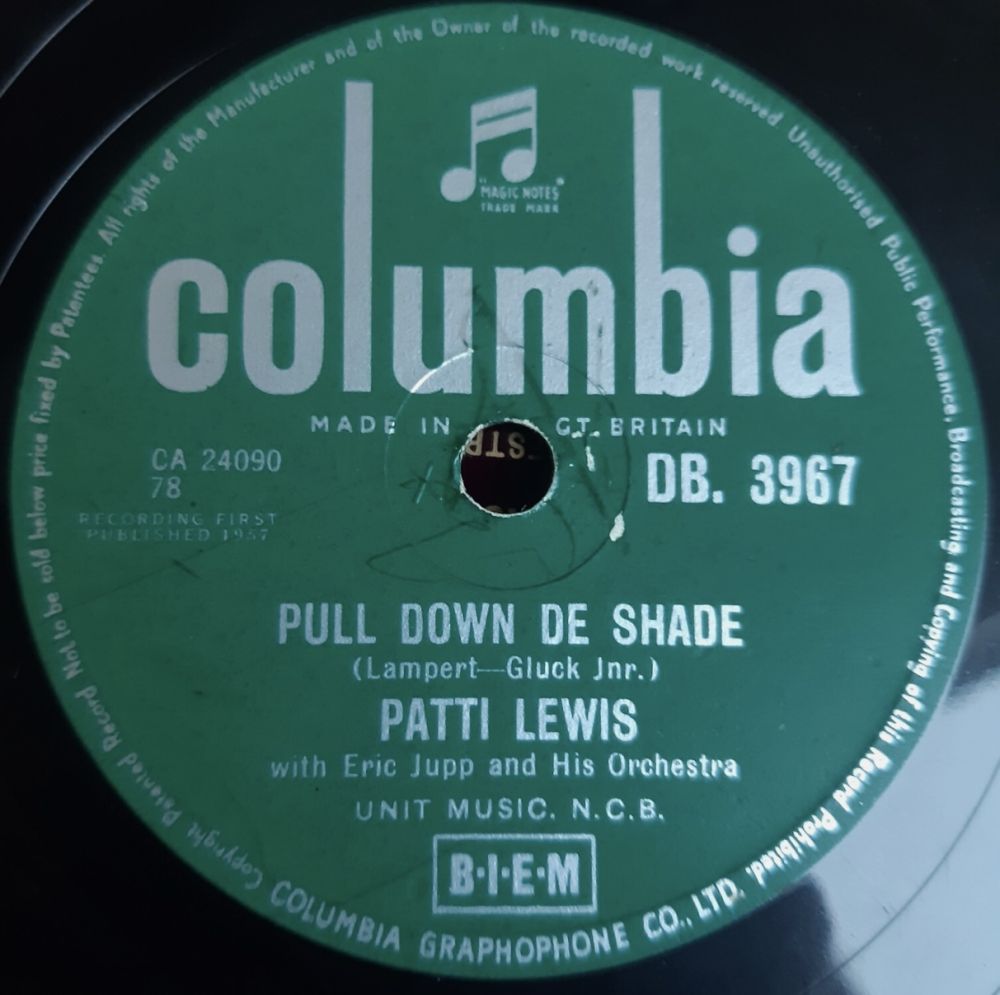 "MAGIC NOTES"
TRADE MARK
columbia
MADE IN GT. BRITAIN
CA 24090
78
DB. 3967
RECORDING FIRST
PUBLISHED 1957
PULL DOWN DE SHADE
(Lampert—Gluck Jnr.)
PATTI LEWIS
with Eric Jupp and His Orchestra
UNIT MUSIC. N.C.B.
B·I·E·M
Copyright Patented Record Not to be sold below price fixed by Patentees. All rights of the Manufacturer and of the Owner of the recorded work reserved Unauthorised Public Performance, Broadcasting and Copying of this Record Prohibited.
COLUMBIA GRAPHOPHONE CO., LTD.